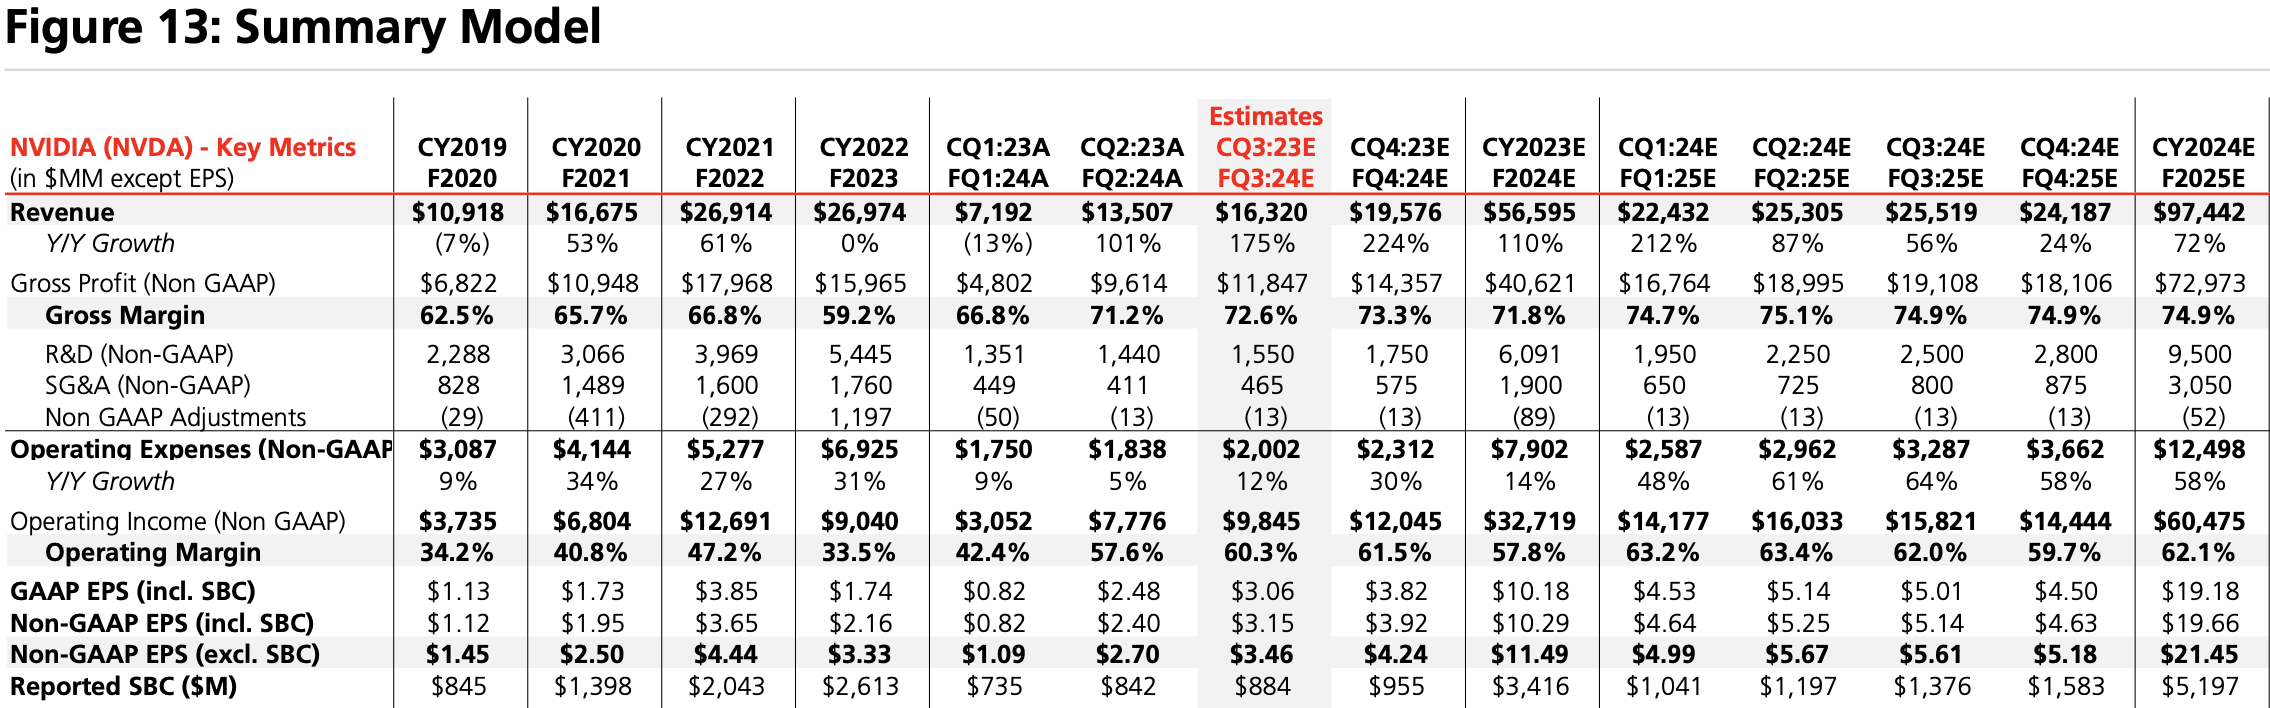 Figure 13: Summary Model
Estimates
NVIDIA (NVDA) - Key Metrics CY2019 CY2020 CY2021 CY2022 CQ1:23A CQ2:23A CQ3:23E CQ4:23E CY2023E CQ1:24E CQ2:24E CQ3:24E CQ4:24E CY2024E
(in $MM except EPS) F2020 F2021 F2022 F2023 FQ1:24A FQ2:24A FQ3:24E FQ4:24E F2024E FQ1:25E FQ2:25E FQ3:25E FQ4:25E F2025E
Revenue $10,918 $16,675 $26,914 $26,974 $7,192 $13,507 $16,320 $19,576 $56,595 $22,432 $25,305 $25,519 $24,187 $97,442
Y/Y Growth (7%) 53% 61% 0% (13%) 101% 175% 224% 110% 212% 87% 56% 24% 72%
Gross Profit (Non GAAP) $6,822 $10,948 $17,968 $15,965 $4,802 $9,614 $11,847 $14,357 $40,621 $16,764 $18,995 $19,108 $18,106 $72,973
Gross Margin 62.5% 65.7% 66.8% 59.2% 66.8% 71.2% 72.6% 73.3% 71.8% 74.7% 75.1% 74.9% 74.9% 74.9%
R&D (Non-GAAP) 2,288 3,066 3,969 5,445 1,351 1,440 1,550 1,750 6,091 1,950 2,250 2,500 2,800 9,500
SG&A (Non-GAAP) 828 1,489 1,600 1,760 449 411 465 575 1,900 650 725 800 875 3,050
Non GAAP Adjustments (29) (411) (292) 1,197 (50) (13) (13) (13) (89) (13) (13) (13) (13) (52)
Operating Expenses (Non-GAAP $3,087 $4,144 $5,277 $6,925 $1,750 $1,838 $2,002 $2,312 $7,902 $2,587 $2,962 $3,287 $3,662 $12,498
Y/Y Growth 9% 34% 27% 31% 9% 5% 12% 30% 14% 48% 61% 64% 58% 58%
Operating Income (Non GAAP) $3,735 $6,804 $12,691 $9,040 $3,052 $7,776 $9,845 $12,045 $32,719 $14,177 $16,033 $15,821 $14,444 $60,475
Operating Margin 34.2% 40.8% 47.2% 33.5% 42.4% 57.6% 60.3% 61.5% 57.8% 63.2% 63.4% 62.0% 59.7% 62.1%
GAAP EPS (incl. SBC) $1.13 $1.73 $3.85 $1.74 $0.82 $2.48 $3.06 $3.82 $10.18 $4.53 $5.14 $5.01 $4.50 $19.18
Non-GAAP EPS (incl. SBC) $1.12 $1.95 $3.65 $2.16 $0.82 $2.40 $3.15 $3.92 $10.29 $4.64 $5.25 $5.14 $4.63 $19.66
Non-GAAP EPS (excl. SBC) $1.45 $2.50 $4.44 $3.33 $1.09 $2.70 $3.46 $4.24 $11.49 $4.99 $5.67 $5.61 $5.18 $21.45
Reported SBC ($M) $845 $1,398 $2,043 $2,613 $735 $842 $884 $955 $3,416 $1,041 $1,197 $1,376 $1,583 $5,197